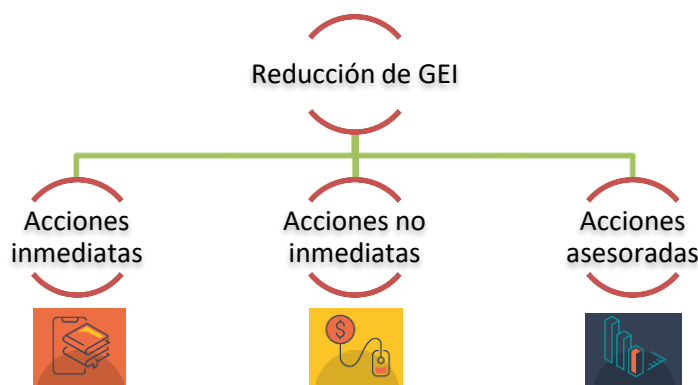 Reducción de GEI
Acciones
inmediatas
Acciones no
inmediatas
Acciones
asesoradas
$